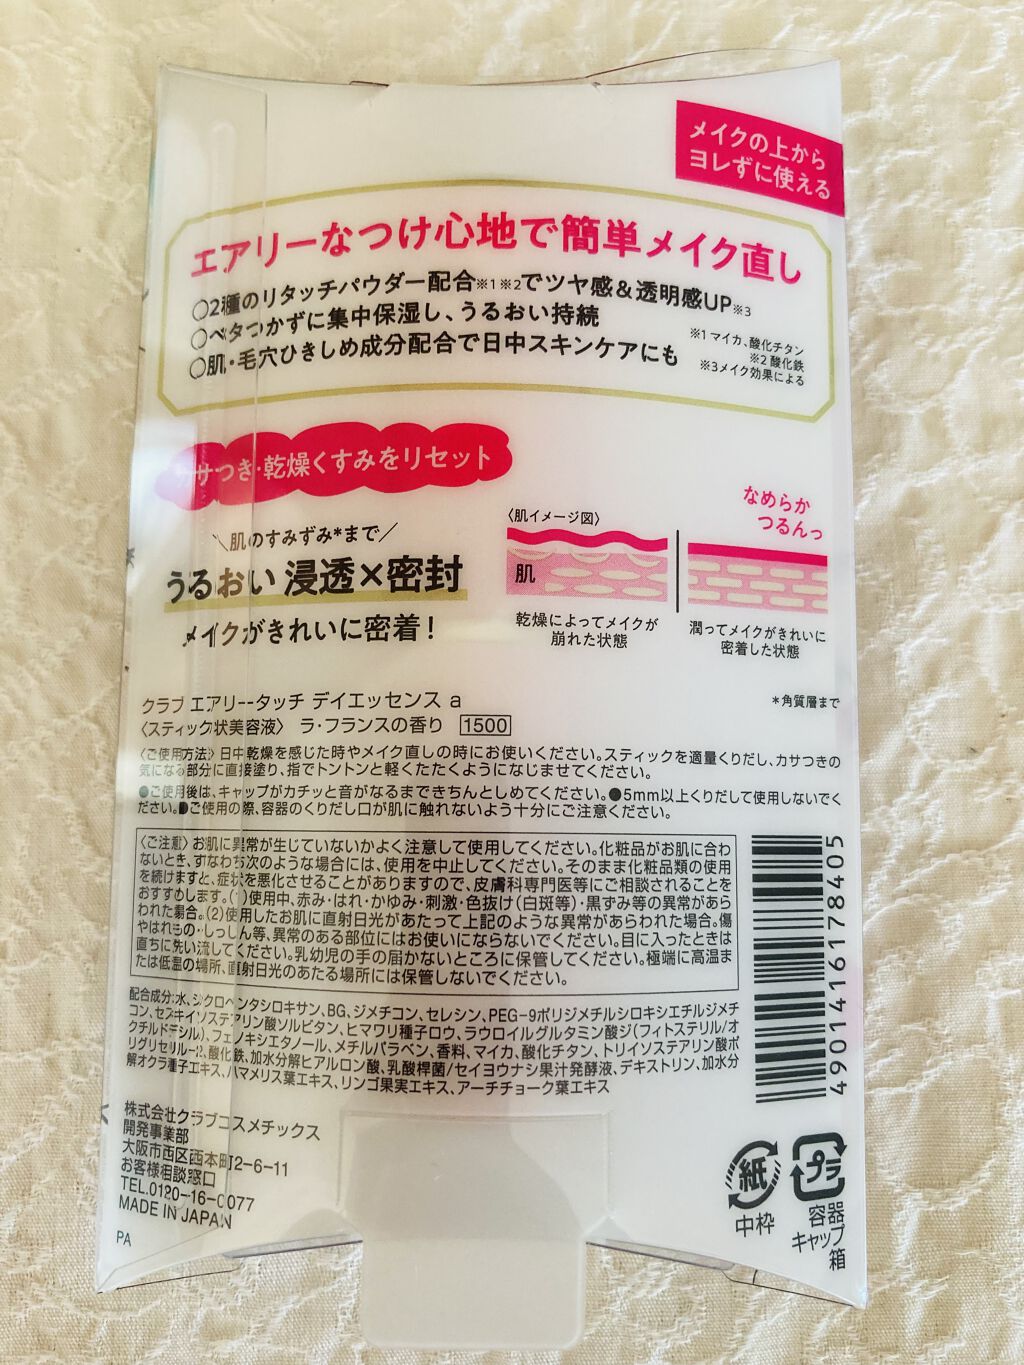 メイクの上から
ヨレずに使える
エアリーなつけ心地で簡単メイク直し
○2種のリタッチパウダー配合※1※2でツヤ感&透明感UP※3
○ベタつかずに集中保湿し、うるおい持続
○肌・毛穴ひきしめ成分配合で日中スキンケアにも
※1 マイカ、酸化チタン
※2 酸化鉄
※3メイク効果による
カサつき・乾燥くすみをリセット
＼肌のすみずみ*まで／
うるおい 浸透×密封
メイクがきれいに密着!
〈肌イメージ図〉
なめらか
つるんっ
肌
乾燥によってメイクが
崩れた状態
潤ってメイクがきれいに
密着した状態
*角質層まで
クラブ エアリータッチ デイエッセンス a
〈スティック状美容液〉 ラ・フランスの香り 1500
〈ご使用方法〉日中乾燥を感じた時やメイク直しの時にお使いください。スティックを適量くりだし、カサつきの
気になる部分に直接塗り、指でトントンと軽くたたくようになじませてください。
●ご使用後は、キャップがカチッと音がなるまできちんとしめてください。●5mm以上くりだして使用しないでく
ださい。●ご使用の際、容器のくりだし口が肌に触れないよう十分にご注意ください。
〈ご注意〉お肌に異常が生じていないかよく注意して使用してください。化粧品がお肌に合わ
ないとき、すなわち次のような場合には、使用を中止してください。そのまま化粧品類の使用
を続けますと、症状を悪化させることがありますので、皮膚科専門医等にご相談されることを
おすすめします。(1)使用中、赤み・はれ・かゆみ・刺激・色抜け(白斑等)・黒ずみ等の異常があら
われた場合。(2)使用したお肌に直射日光があたって上記のような異常があらわれた場合。傷
やはれもの・しっしん等、異常のある部位にはお使いにならないでください。目に入ったときは
直ちに洗い流してください。乳幼児の手の届かないところに保管してください。極端に高温ま
たは低温の場所、直射日光のあたる場所には保管しないでください。
配合成分:水、シクロペンタシロキサン、BG、ジメチコン、セレシン、PEG-9ポリジメチルシロキシエチルジメチ
コン、セスキイソステアリン酸ソルビタン、ヒマワリ種子ロウ、ラウロイルグルタミン酸ジ(フィトステリル/オ
クチルドデシル)、フェノキシエタノール、メチルパラベン、香料、マイカ、酸化チタン、トリイソステアリン酸ポ
リグリセリル-2、酸化鉄、加水分解ヒアルロン酸、乳酸桿菌/セイヨウナシ果汁発酵液、デキストリン、加水分
解オクラ種子エキス、ハマメリス葉エキス、リンゴ果実エキス、アーチチョーク葉エキス
4901416178405
株式会社クラブコスメチックス
開発事業部
大阪市西区西本町2-6-11
お客様相談窓口
TEL.0120-16-0077
MADE IN JAPAN
PA
紙
中枠
プラ
容器
キャップ
箱